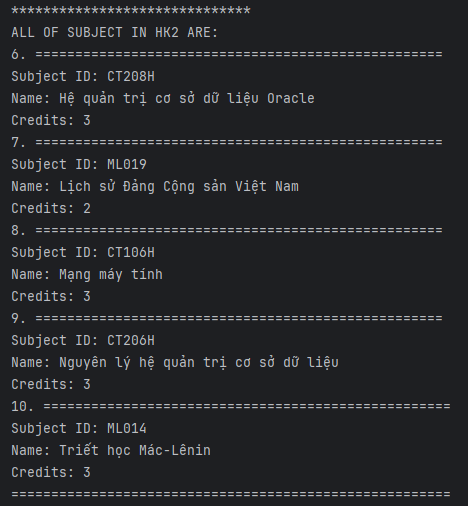 ******************************
ALL OF SUBJECT IN HK2 ARE:
6. ===================================================
Subject ID: CT208H
Name: Hệ quản trị cơ sở dữ liệu Oracle
Credits: 3
7. ===================================================
Subject ID: ML019
Name: Lịch sử Đảng Cộng sản Việt Nam
Credits: 2
8. ===================================================
Subject ID: CT106H
Name: Mạng máy tính
Credits: 3
9. ===================================================
Subject ID: CT206H
Name: Nguyên lý hệ quản trị cơ sở dữ liệu
Credits: 3
10. ===================================================
Subject ID: ML014
Name: Triết học Mác-Lênin
Credits: 3
=======================================================